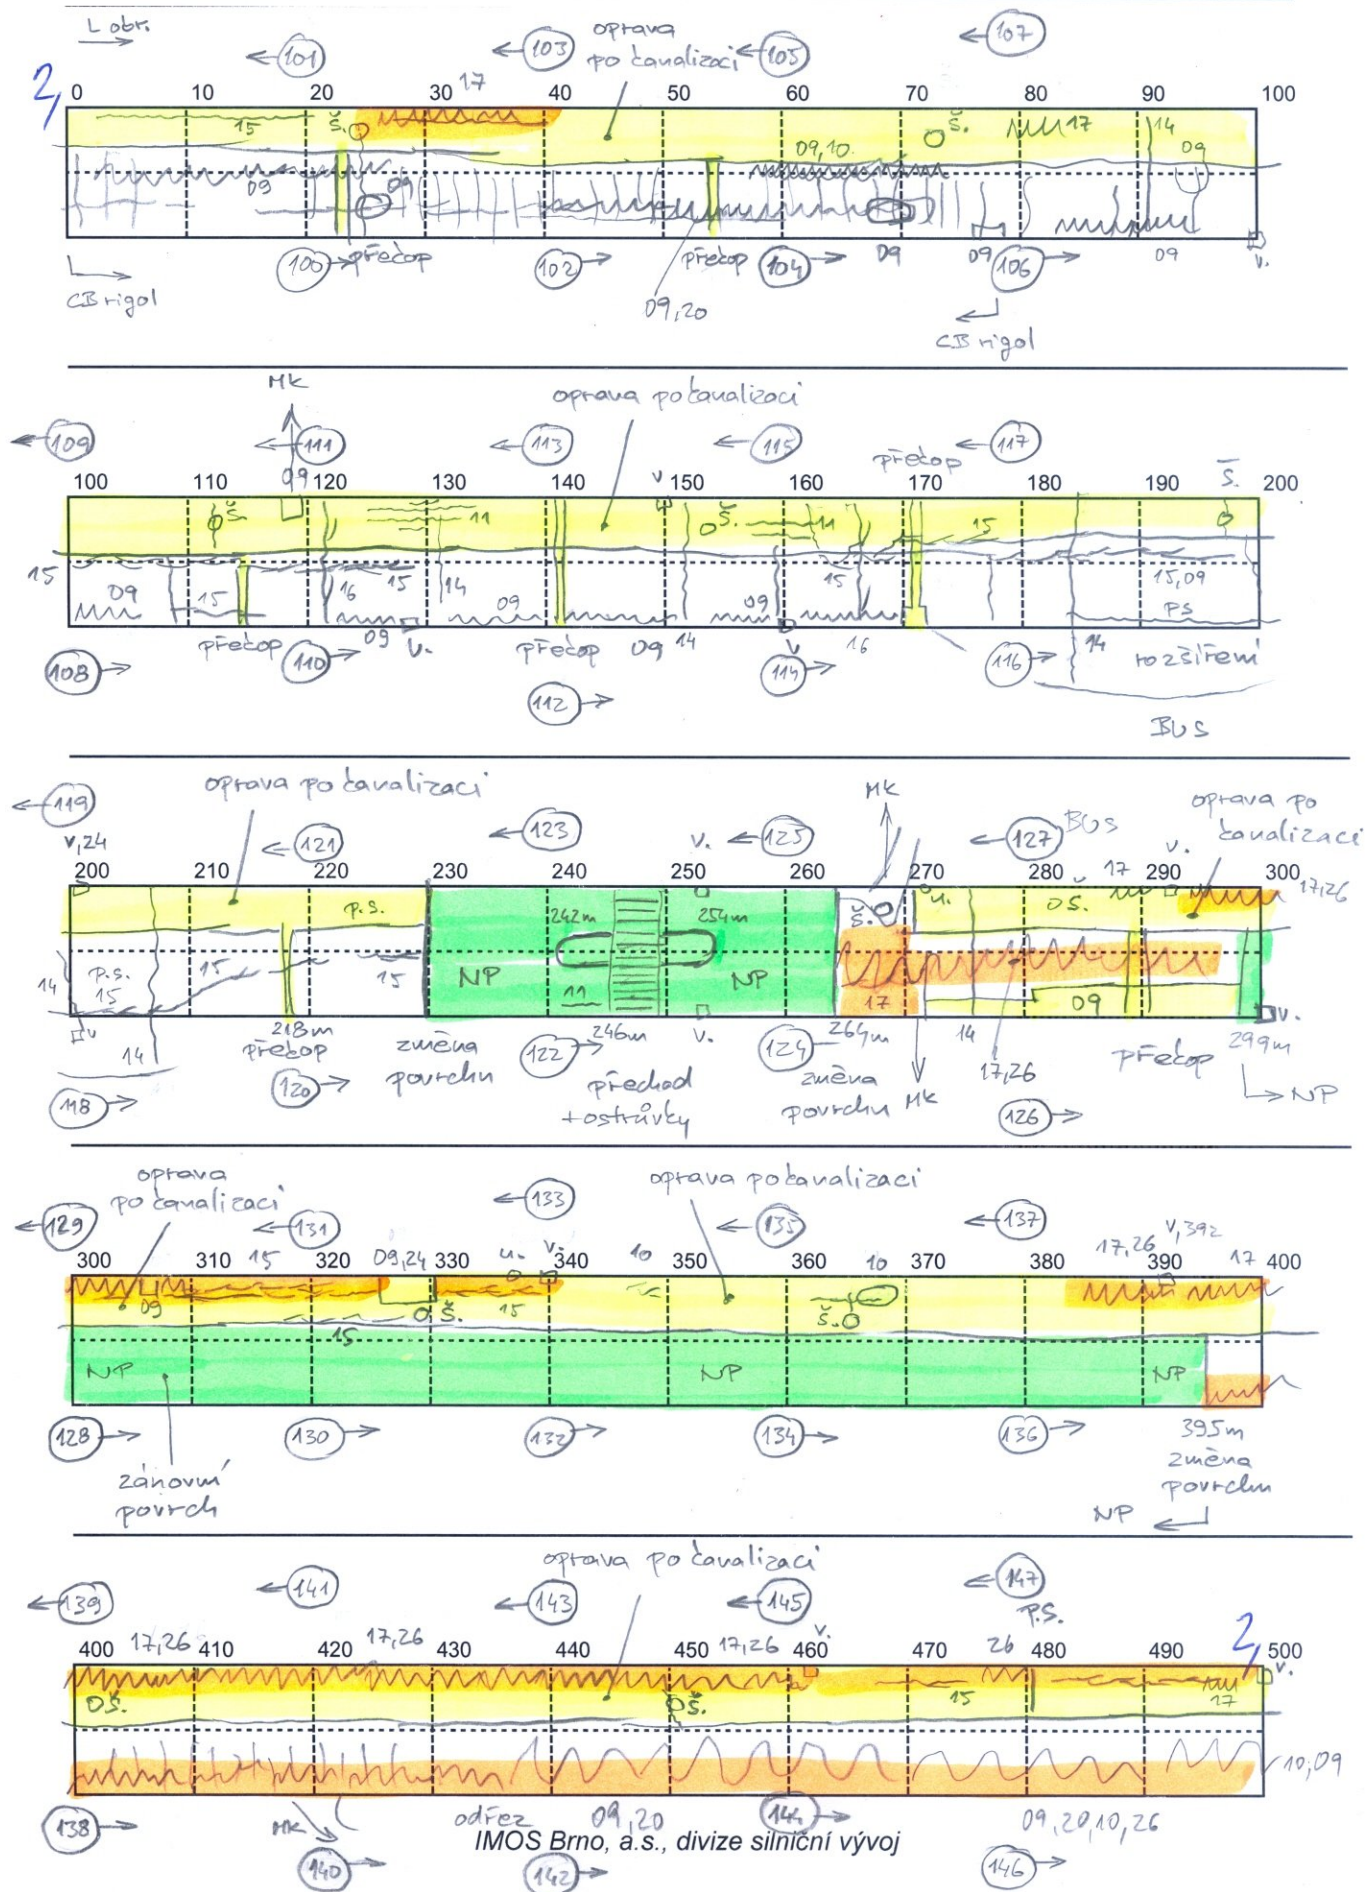 L obr.
101
103
oprava
po kanalizaci
105
107
2,
17
0 10 20 30 40 50 60 70 80 90 100
15
Š.
09,10
Š.
17
14
09
09
09
100
přečop
102
přečop
104
09
09
106
09
v.
CB rigol
09,20
CB rigol
MK
oprava po kanalizaci
109
111
113
115
přečop
117
09
v
Š.
100 110 120 130 140 150 160 170 180 190 200
Š.
11
Š.
11
15
15
09
15
16
15
14
09
09
15
15,09
PS
přečop
09
v.
přečop
09
14
v
16
14
rozšíření
108
110
112
114
116
BUS
oprava po kanalizaci
119
121
123
125
MK
BUS
127
oprava po
kanalizaci
v,24
v.
17
v.
200 210 220 230 240 250 260 270 280 290 300
17,26
p.s.
242m
254m
Š.
u.
Š.
14
p.s.
15
15
15
NP
11
NP
17
09
v
14
218m
přečop
změna
povrchu
246m
v.
264m
14
v.
299m
118
120
122
přechod
+ostrůvky
124
změna
povrchu
MK
17,26
126
přečop
NP
oprava
po kanalizaci
133
oprava po kanalizaci
129
131
135
137
15
09,24
u.
v.
10
10
17,26
v,392
17
300 310 320 330 340 350 360 370 380 390 400
09
Š.
15
Š.
15
NP
NP
NP
128
130
132
134
136
395m
změna
povrchu
zánovní
povrch
NP
oprava po kanalizaci
139
141
143
145
147
P.S.
17,26
17,26
17,26
v.
26
2,
400 410 420 430 440 450 460 470 480 490 500
v.
Š.
Š.
15
17
10,09
138
MK
odřez
09,20
144
09,20,10,26
IMOS Brno, a.s., divize silniční vývoj
140
142
146